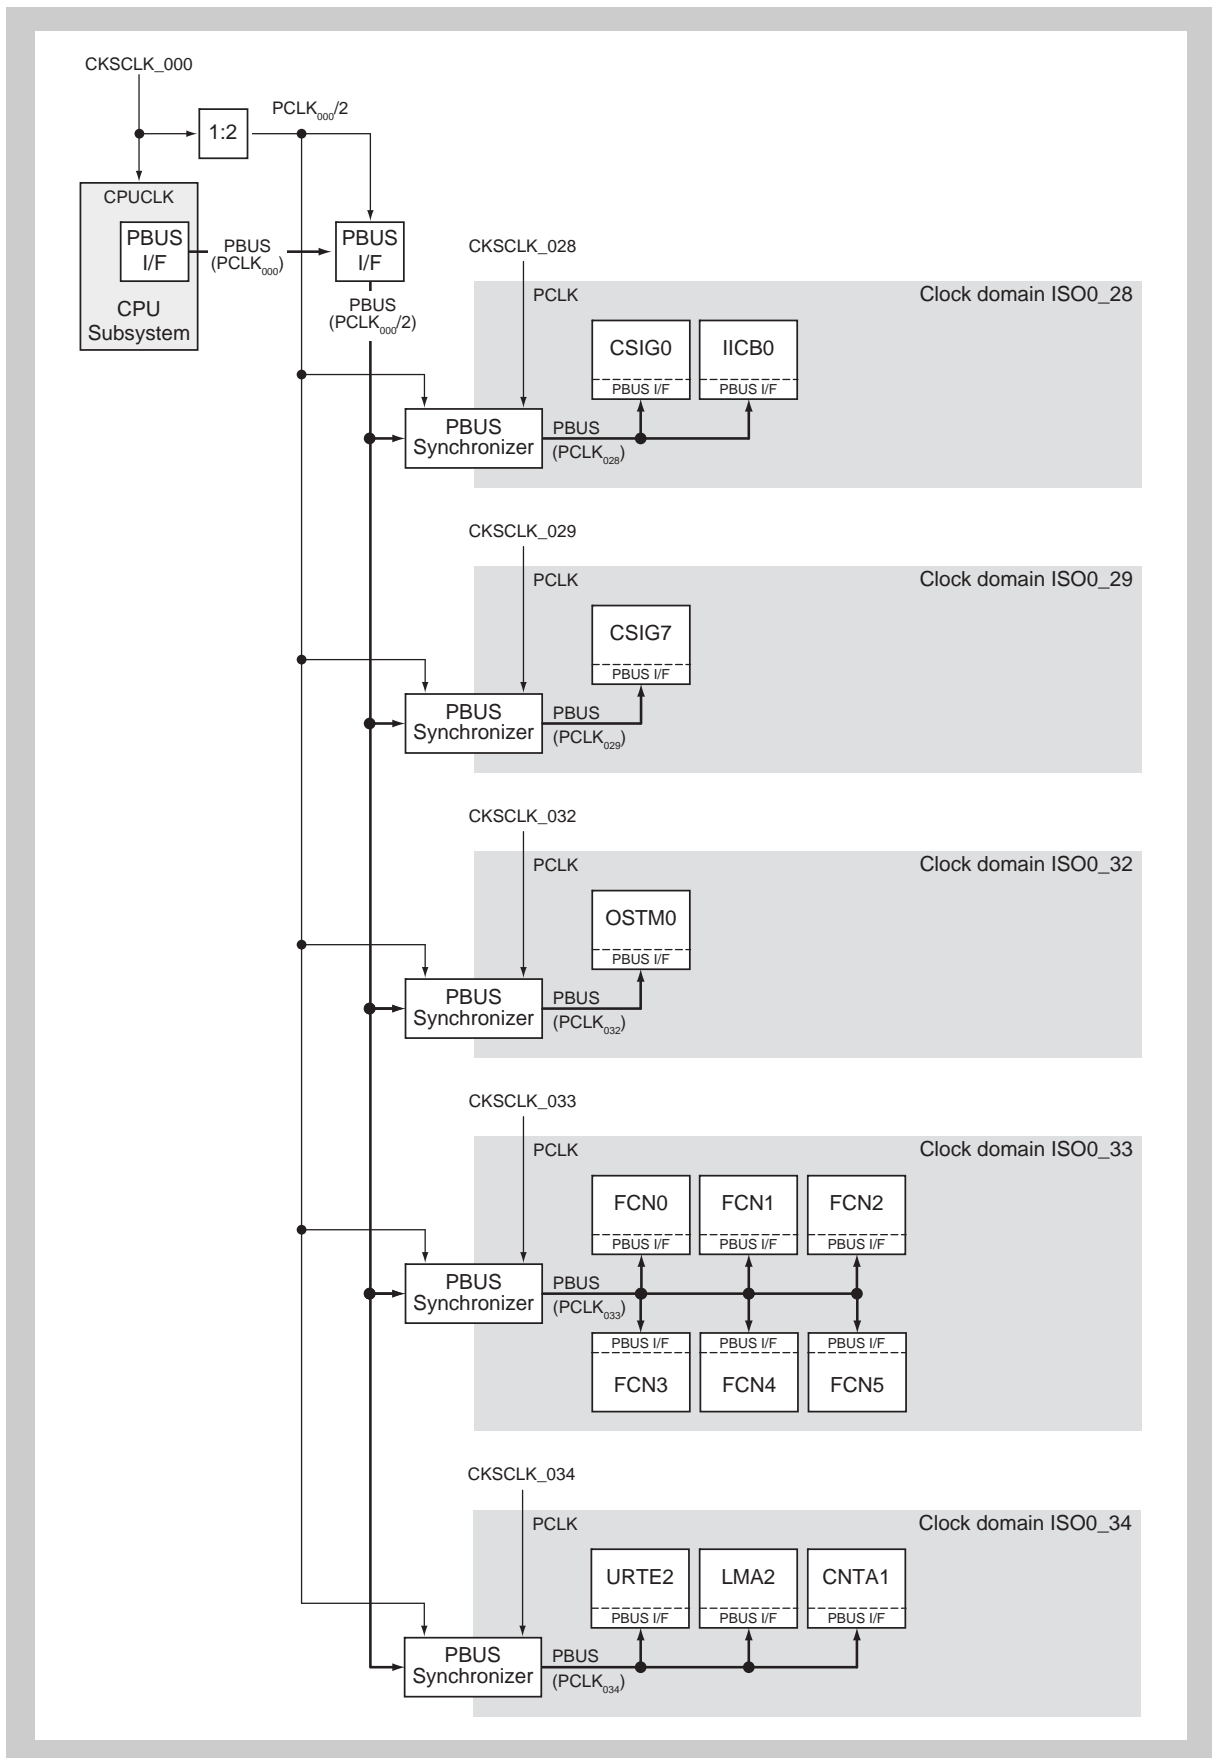 CKSCLK_000
PCLK000/2
1:2
CPUCLK
PBUS
I/F
CPU
Subsystem
PBUS
(PCLK000)
PBUS
I/F
PBUS
(PCLK000/2)
CKSCLK_028
PCLK
Clock domain ISO0_28
CSIG0
PBUS I/F
IICB0
PBUS I/F
PBUS
Synchronizer
PBUS
(PCLK028)
CKSCLK_029
PCLK
Clock domain ISO0_29
CSIG7
PBUS I/F
PBUS
Synchronizer
PBUS
(PCLK029)
CKSCLK_032
PCLK
Clock domain ISO0_32
OSTM0
PBUS I/F
PBUS
Synchronizer
PBUS
(PCLK032)
CKSCLK_033
PCLK
Clock domain ISO0_33
FCN0
PBUS I/F
FCN1
PBUS I/F
FCN2
PBUS I/F
PBUS
Synchronizer
PBUS
(PCLK033)
PBUS I/F
FCN3
PBUS I/F
FCN4
PBUS I/F
FCN5
CKSCLK_034
PCLK
Clock domain ISO0_34
URTE2
PBUS I/F
LMA2
PBUS I/F
CNTA1
PBUS I/F
PBUS
Synchronizer
PBUS
(PCLK034)